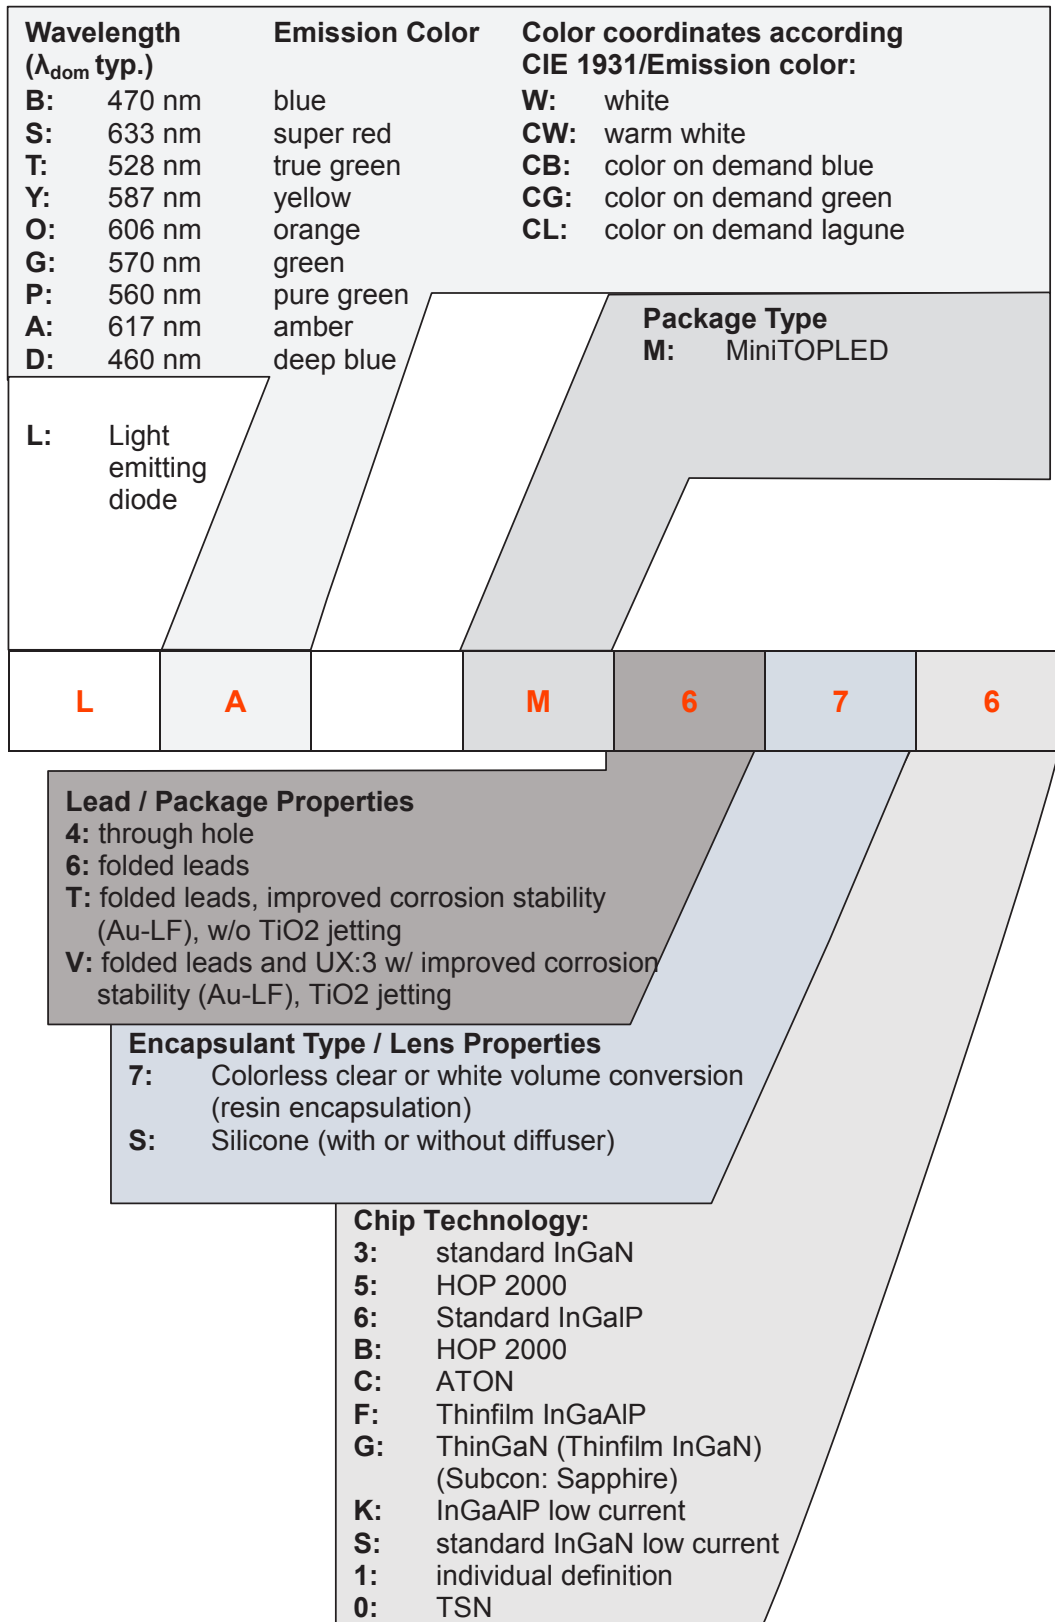 Wavelength Emission Color Color coordinates according
(λdom typ.) CIE 1931/Emission color:
B: 470 nm blue W: white
S: 633 nm super red CW: warm white
T: 528 nm true green CB: color on demand blue
Y: 587 nm yellow CG: color on demand green
O: 606 nm orange CL: color on demand lagune
G: 570 nm green
P: 560 nm pure green
A: 617 nm amber
D: 460 nm deep blue
Package Type
M: MiniTOPLED
L: Light
emitting
diode
L A M 6 7 6
Lead / Package Properties
4: through hole
6: folded leads
T: folded leads, improved corrosion stability
(Au-LF), w/o TiO2 jetting
V: folded leads and UX:3 w/ improved corrosion
stability (Au-LF), TiO2 jetting
Encapsulant Type / Lens Properties
7: Colorless clear or white volume conversion
(resin encapsulation)
S: Silicone (with or without diffuser)
Chip Technology:
3: standard InGaN
5: HOP 2000
6: Standard InGalP
B: HOP 2000
C: ATON
F: Thinfilm InGaAlP
G: ThinGaN (Thinfilm InGaN)
(Subcon: Sapphire)
K: InGaAlP low current
S: standard InGaN low current
1: individual definition
0: TSN